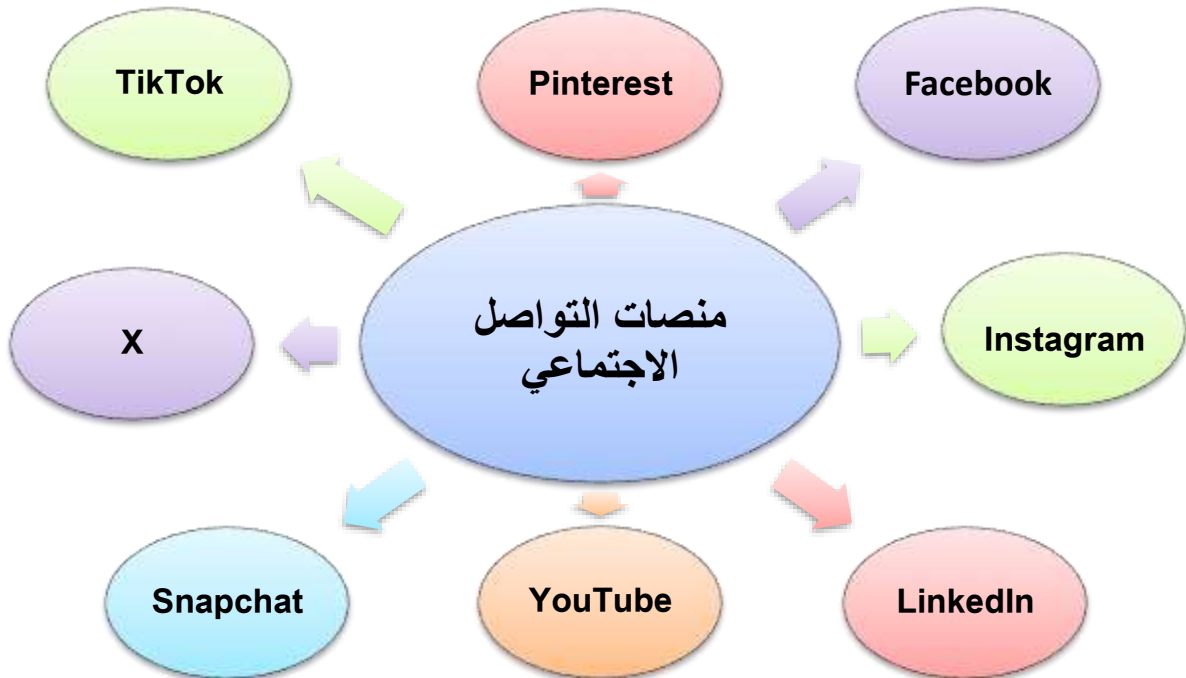 TikTok
Pinterest
Facebook
X
منصات التواصل
الاجتماعي
Instagram
Snapchat
YouTube
LinkedIn